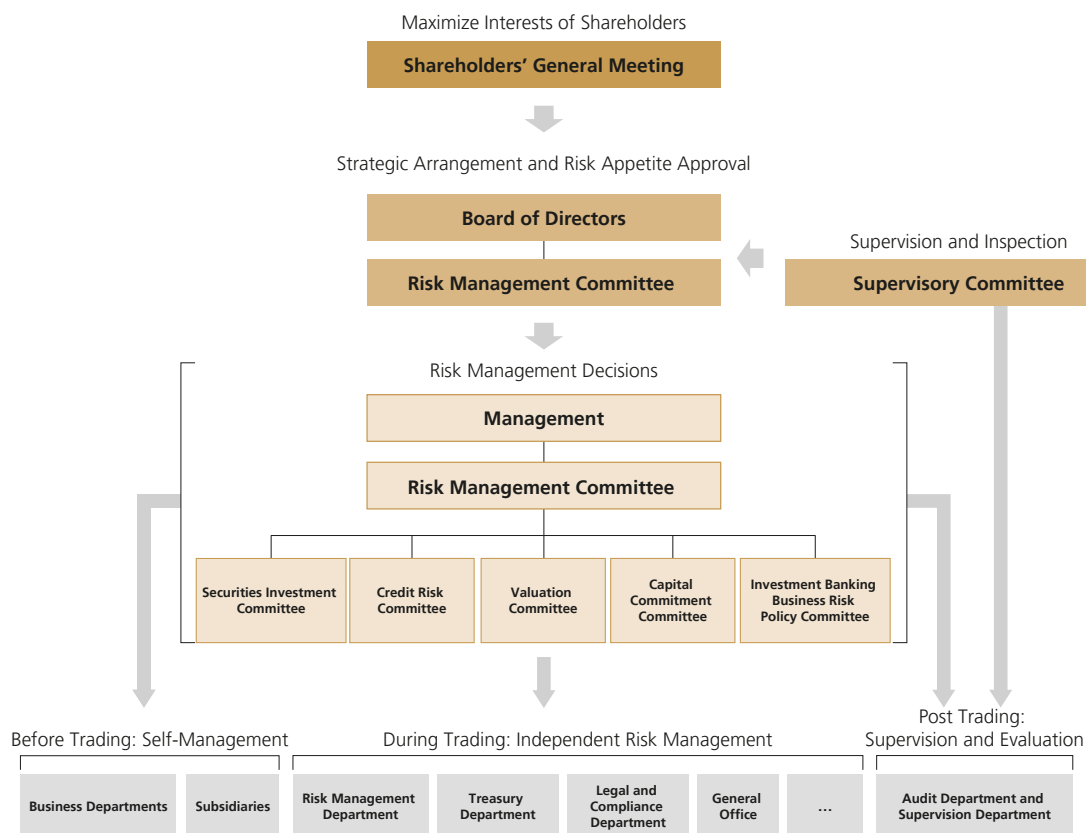 Maximize Interests of Shareholders
Shareholders’ General Meeting
Strategic Arrangement and Risk Appetite Approval
Board of Directors
Supervision and Inspection
Risk Management Committee
Supervisory Committee
Risk Management Decisions
Management
Risk Management Committee
Securities Investment
Committee
Credit Risk
Committee
Valuation
Committee
Capital
Commitment
Committee
Investment Banking
Business Risk
Policy Committee
Before Trading: Self-Management
During Trading: Independent Risk Management
Post Trading:
Supervision and Evaluation
Business Departments
Subsidiaries
Risk Management
Department
Treasury
Department
Legal and
Compliance
Department
General
Office
...
Audit Department and
Supervision Department